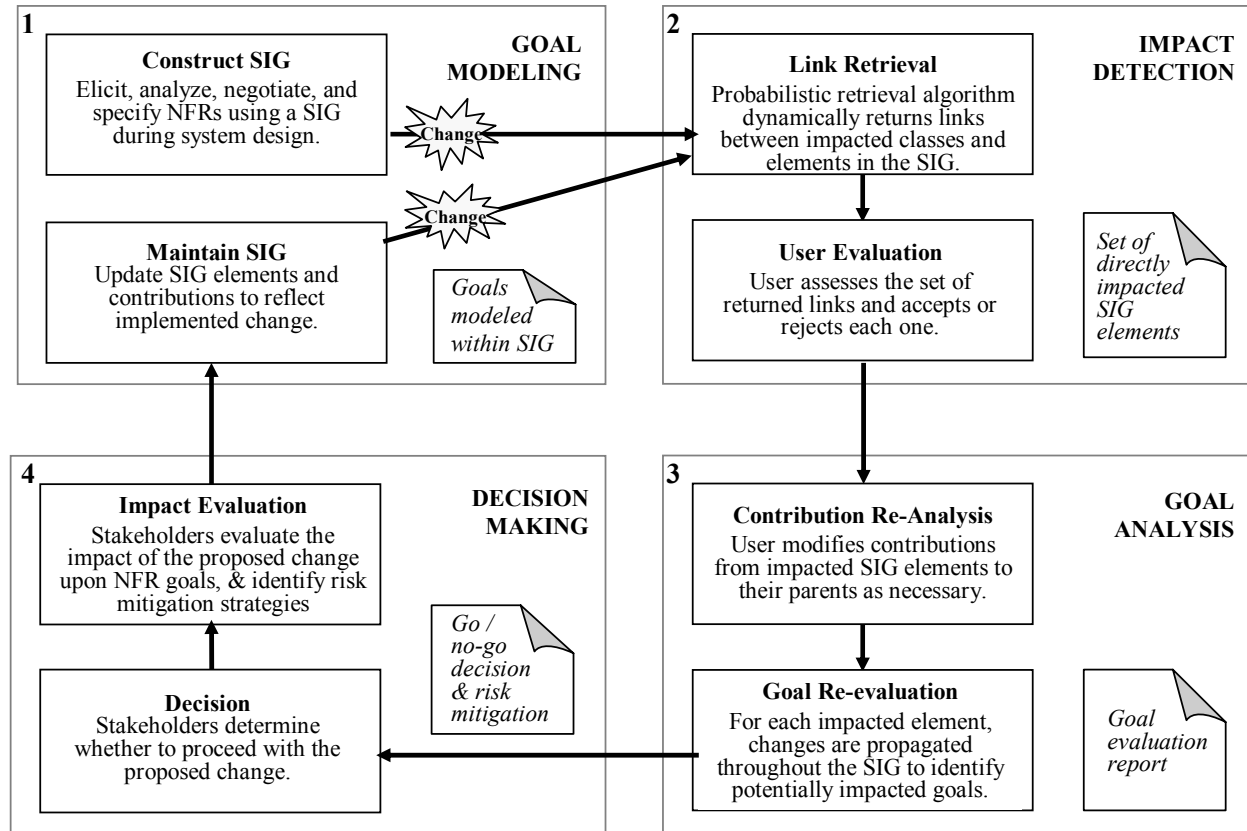 1
GOAL
MODELING
Construct SIG
Elicit, analyze, negotiate, and
specify NFRs using a SIG
during system design.
Change
Change
Maintain SIG
Update SIG elements and
contributions to reflect
implemented change.
Goals
modeled
within SIG
2
IMPACT
DETECTION
Link Retrieval
Probabilistic retrieval algorithm
dynamically returns links
between impacted classes and
elements in the SIG.
User Evaluation
User assesses the set of
returned links and accepts or
rejects each one.
Set of
directly
impacted
SIG
elements
4
DECISION
MAKING
Impact Evaluation
Stakeholders evaluate the
impact of the proposed change
upon NFR goals, & identify risk
mitigation strategies
Go /
no-go
decision
& risk
mitigation
Decision
Stakeholders determine
whether to proceed with the
proposed change.
3
GOAL
ANALYSIS
Contribution Re-Analysis
User modifies contributions
from impacted SIG elements to
their parents as necessary.
Goal Re-evaluation
For each impacted element,
changes are propagated
throughout the SIG to identify
potentially impacted goals.
Goal
evaluation
report